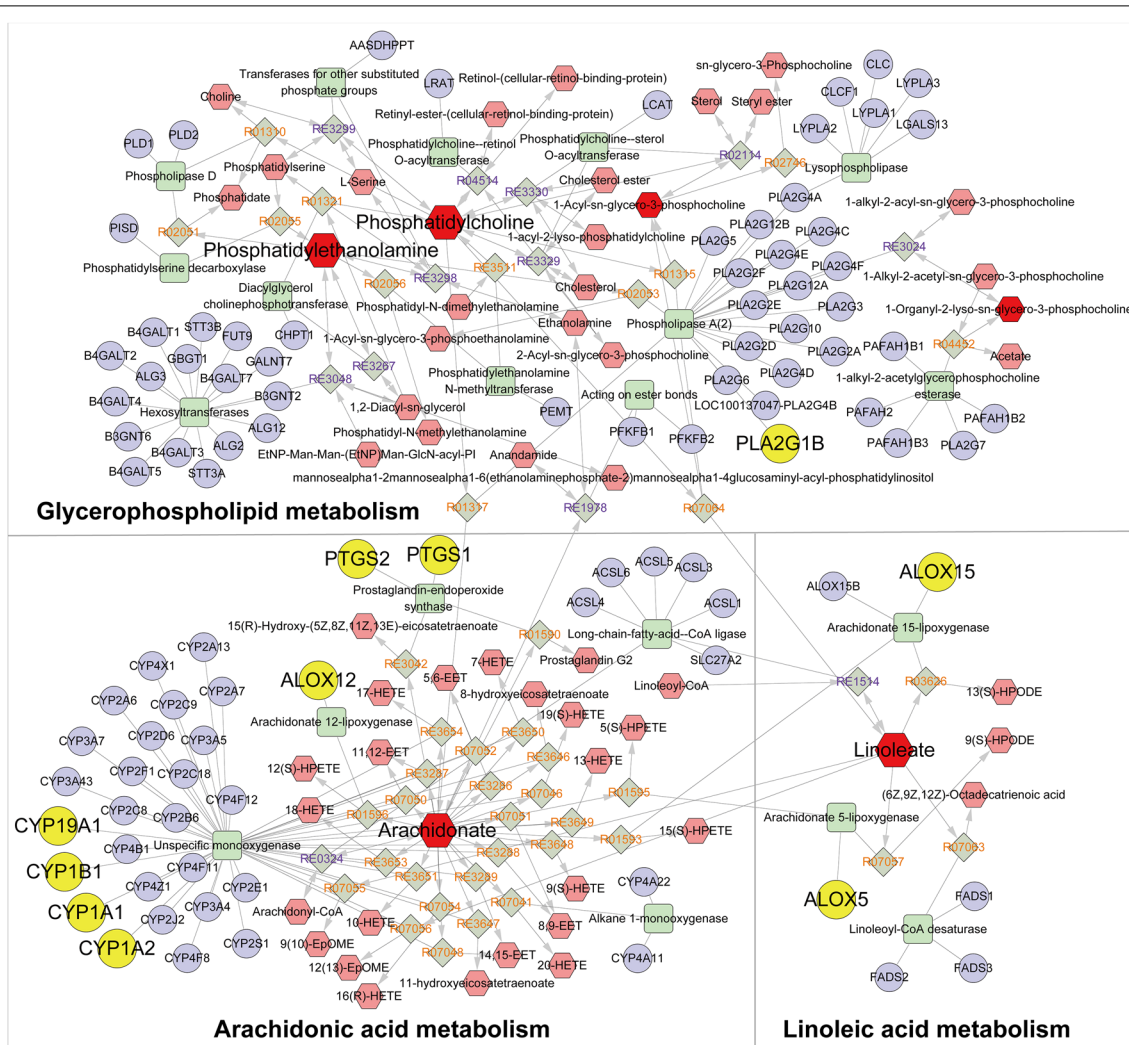 AASDHPPT
Transferases for other substituted
phosphate groups
LRAT
Retinol-(cellular-retinol-binding-protein)
sn-glycero-3-Phosphocholine
CLC
LYPLA3
CLCF1
Choline
Retinyl-ester-(cellular-retinol-binding-protein)
LCAT
Sterol
Steryl ester
LYPLA1
LYPLA2
LGALS13
PLD2
PLD1
R01310
RE3299
Phosphatidylcholine--retinol
O-acyltransferase
Phosphatidylcholine--sterol
O-acyltransferase
R02114
R02746
Lysophospholipase
Pholipase D
Phosphatidylserine
L-Serine
R04514
RE3330
Cholesterol ester
PLA2G4A
1-alkyl-2-acyl-sn-glycero-3-phosphocholine
Phosphatidate
R01321
Phosphatidylcholine
1-Acyl-sn-glycero-3-phosphocholine
PLA2G12B
PLA2G4C
PISD
R02051
R02055
Phosphatidylethanolamine
1-acyl-2-lyso-phosphatidylcholine
PLA2G5
PLA2G4E
PLA2G4F
RE3024
Phosphatidylserine decarboxylase
RE3298
RE3511
RE3329
R01315
PLA2G2F
PLA2G12A
1-Alkyl-2-acetyl-sn-glycero-3-phosphocholine
Diacylglycerol
cholinephosphotransferase
R02056
Cholesterol
R02053
PLA2G2E
PLA2G3
1-Organyl-2-lyso-sn-glycero-3-phosphocholine
Phosphatidyl-N-dimethylethanolamine
Ethanolamine
Phospholipase A(2)
PLA2G10
B4GALT1
STT3B
FUT9
CHPT1
1-Acyl-sn-glycero-3-phosphoethanolamine
PLA2G2D
PLA2G2A
PAFAH1B1
R04452
Acetate
B4GALT2
GBGT1
GALNT7
2-Acyl-sn-glycero-3-phosphocholine
PLA2G4D
ALG3
B4GALT7
RE3048
RE3267
Phosphatidylethanolamine
N-methyltransferase
PLA2G6
1-alkyl-2-acetylglycerophosphocholine
esterase
B4GALT4
B3GNT2
Acting on ester bonds
LOC100137047-PLA2G4B
Hexosyltransferases
1,2-Diacyl-sn-glycerol
PEMT
PAFAH2
PAFAH1B2
B3GNT6
ALG12
Phosphatidyl-N-methylethanolamine
PFKFB1
PFKFB2
PLA2G1B
PAFAH1B3
PLA2G7
B4GALT3
ALG2
EtNP-Man-Man-(EtNP)Man-GlcN-acyl-PI
Anandamide
B4GALT5
STT3A
mannosealpha1-2mannosealpha1-6(ethanolaminephosphate-2)mannosealpha1-4glucosaminyl-acyl-phosphatidylinositol
Glycerophospholipid metabolism
R01317
RE1978
R07064
PTGS2
PTGS1
Prostaglandin-endoperoxide
synthase
ACSL6
ACSL5
ACSL3
ACSL4
ACSL1
ALOX15B
ALOX15
15(R)-Hydroxy-(5Z,8Z,11Z,13E)-eicosatetraenoate
R01590
Long-chain-fatty-acid--CoA ligase
Arachidonate 15-lipoxygenase
CYP2A13
RE3042
7-HETE
Prostaglandin G2
SLC27A2
CYP4X1
ALOX12
5,6-EET
Linoleoyl-CoA
RE1514
R03626
13(S)-HPODE
CYP2A7
17-HETE
8-hydroxyeicosatetraenoate
CYP2A6
CYP2C9
Arachidonate 12-lipoxygenase
19(S)-HETE
5(S)-HPETE
9(S)-HPODE
CYP2D6
CYP3A5
RE3654
RE3650
CYP3A7
11,12-EET
R07052
RE3646
13-HETE
Linoleate
CYP2F1
CYP2C18
12(S)-HPETE
RE3287
RE3286
(6Z,9Z,12Z)-Octadecatrienoic acid
CYP3A43
CYP4F12
R07050
R07046
R01595
CYP2C8
CYP2B6
18-HETE
R01596
R07051
Arachidonate 5-lipoxygenase
CYP19A1
Arachidonate
RE3649
CYP4B1
Unspecific monooxygenase
RE3648
R01593
15(S)-HPETE
RE0324
RE3653
RE3288
R07057
R07063
CYP1B1
CYP4F11
RE3651
RE3289
CYP4Z1
CYP2E1
R07055
9(S)-HETE
CYP4A22
FADS1
CYP1A1
CYP3A4
Arachidonyl-CoA
R07054
R07041
ALOX5
CYP2J2
10-HETE
RE3647
8,9-EET
Alkane 1-monooxygenase
Linoleoyl-CoA desaturase
CYP1A2
CYP2S1
9(10)-EpOME
R07056
R07048
14,15-EET
CYP4F8
12(13)-EpOME
20-HETE
CYP4A11
FADS2
FADS3
11-hydroxyeicosatetraenoate
16(R)-HETE
Arachidonic acid metabolism
Linoleic acid metabolism